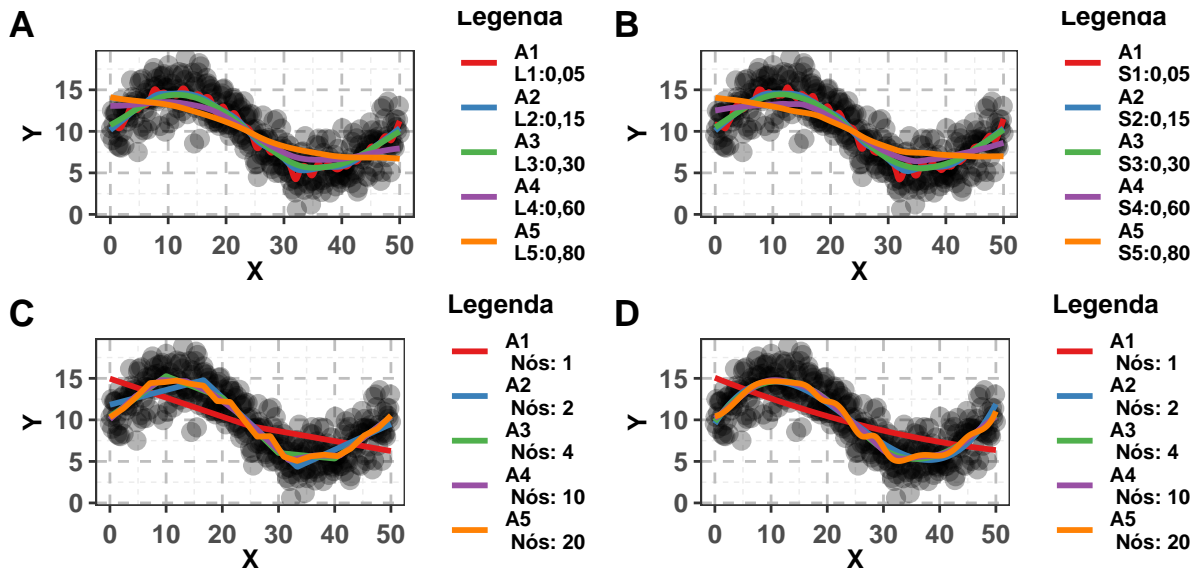 A
Legenda
Y
15
10
5
0
0 10 20 30 40 50
X
A1
L1:0,05
A2
L2:0,15
A3
L3:0,30
A4
L4:0,60
A5
L5:0,80
B
Legenda
Y
15
10
5
0
0 10 20 30 40 50
X
A1
S1:0,05
A2
S2:0,15
A3
S3:0,30
A4
S4:0,60
A5
S5:0,80
C
Legenda
Y
15
10
5
0
0 10 20 30 40 50
X
A1
Nós: 1
A2
Nós: 2
A3
Nós: 4
A4
Nós: 10
A5
Nós: 20
D
Legenda
Y
15
10
5
0
0 10 20 30 40 50
X
A1
Nós: 1
A2
Nós: 2
A3
Nós: 4
A4
Nós: 10
A5
Nós: 20